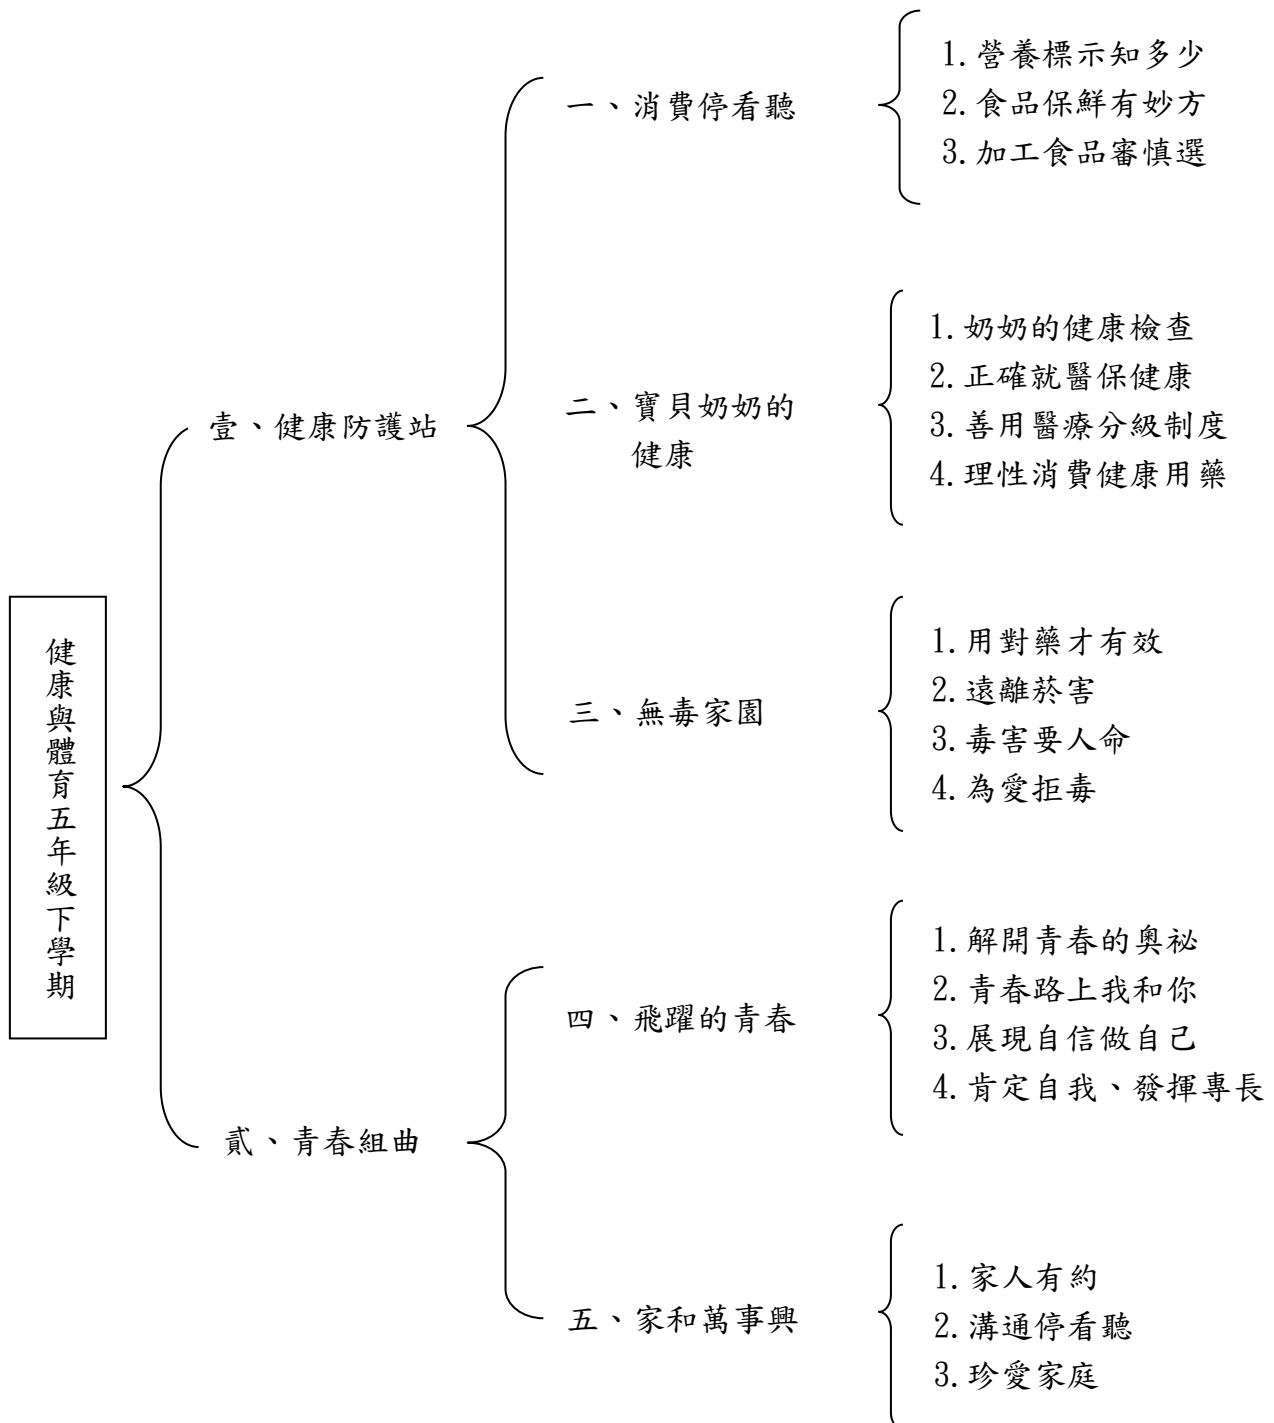 健康與體育五年級下學期
壹、健康防護站
一、消費停看聽
1.營養標示知多少
2.食品保鮮有妙方
3.加工食品審慎選
二、寶貝奶奶的
健康
1.奶奶的健康檢查
2.正確就醫保健康
3.善用醫療分級制度
4.理性消費健康用藥
三、無毒家園
1.用對藥才有效
2.遠離菸害
3.毒害要人命
4.為愛拒毒
貳、青春組曲
四、飛躍的青春
1.解開青春的奧祕
2.青春路上我和你
3.展現自信做自己
4.肯定自我、發揮專長
五、家和萬事興
1.家人有約
2.溝通停看聽
3.珍愛家庭